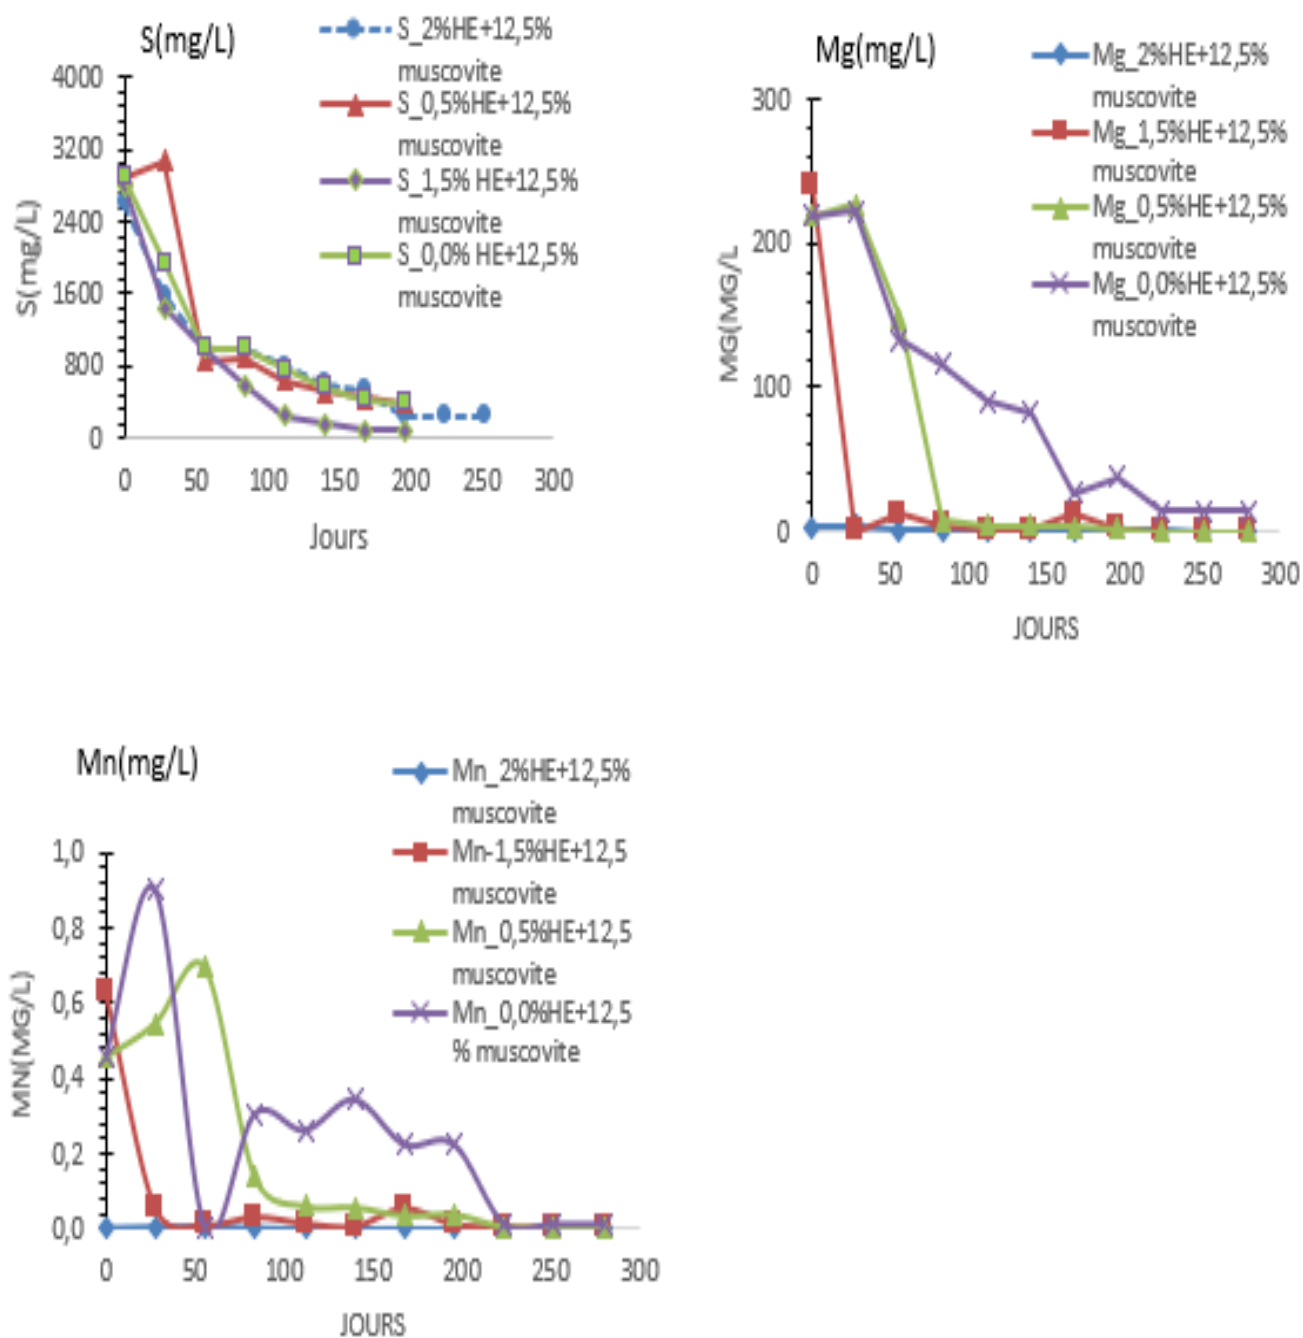 S(mg/L)
S_2%HE+12,5%
muscovite
S_0,5%HE+12,5%
muscovite
S_1,5% HE+12,5%
muscovite
S_0,0% HE+12,5%
muscovite
4000
3200
2400
1600
800
0
S(mg/L)
0 50 100 150 200 250 300
Jours
Mg(mg/L)
Mg_2%HE+12,5%
muscovite
Mg_1,5%HE+12,5%
muscovite
Mg_0,5%HE+12,5%
muscovite
Mg_0,0%HE+12,5%
muscovite
300
200
100
0
MG(MG/L
0 50 100 150 200 250 300
JOURS
Mn(mg/L)
Mn_2%HE+12,5%
muscovite
Mn-1,5%HE+12,5
muscovite
Mn_0,5%HE+12,5
muscovite
Mn_0,0%HE+12,5
% muscovite
1,0
0,8
0,6
0,4
0,2
0,0
MN(MG/L)
0 50 100 150 200 250 300
JOURS